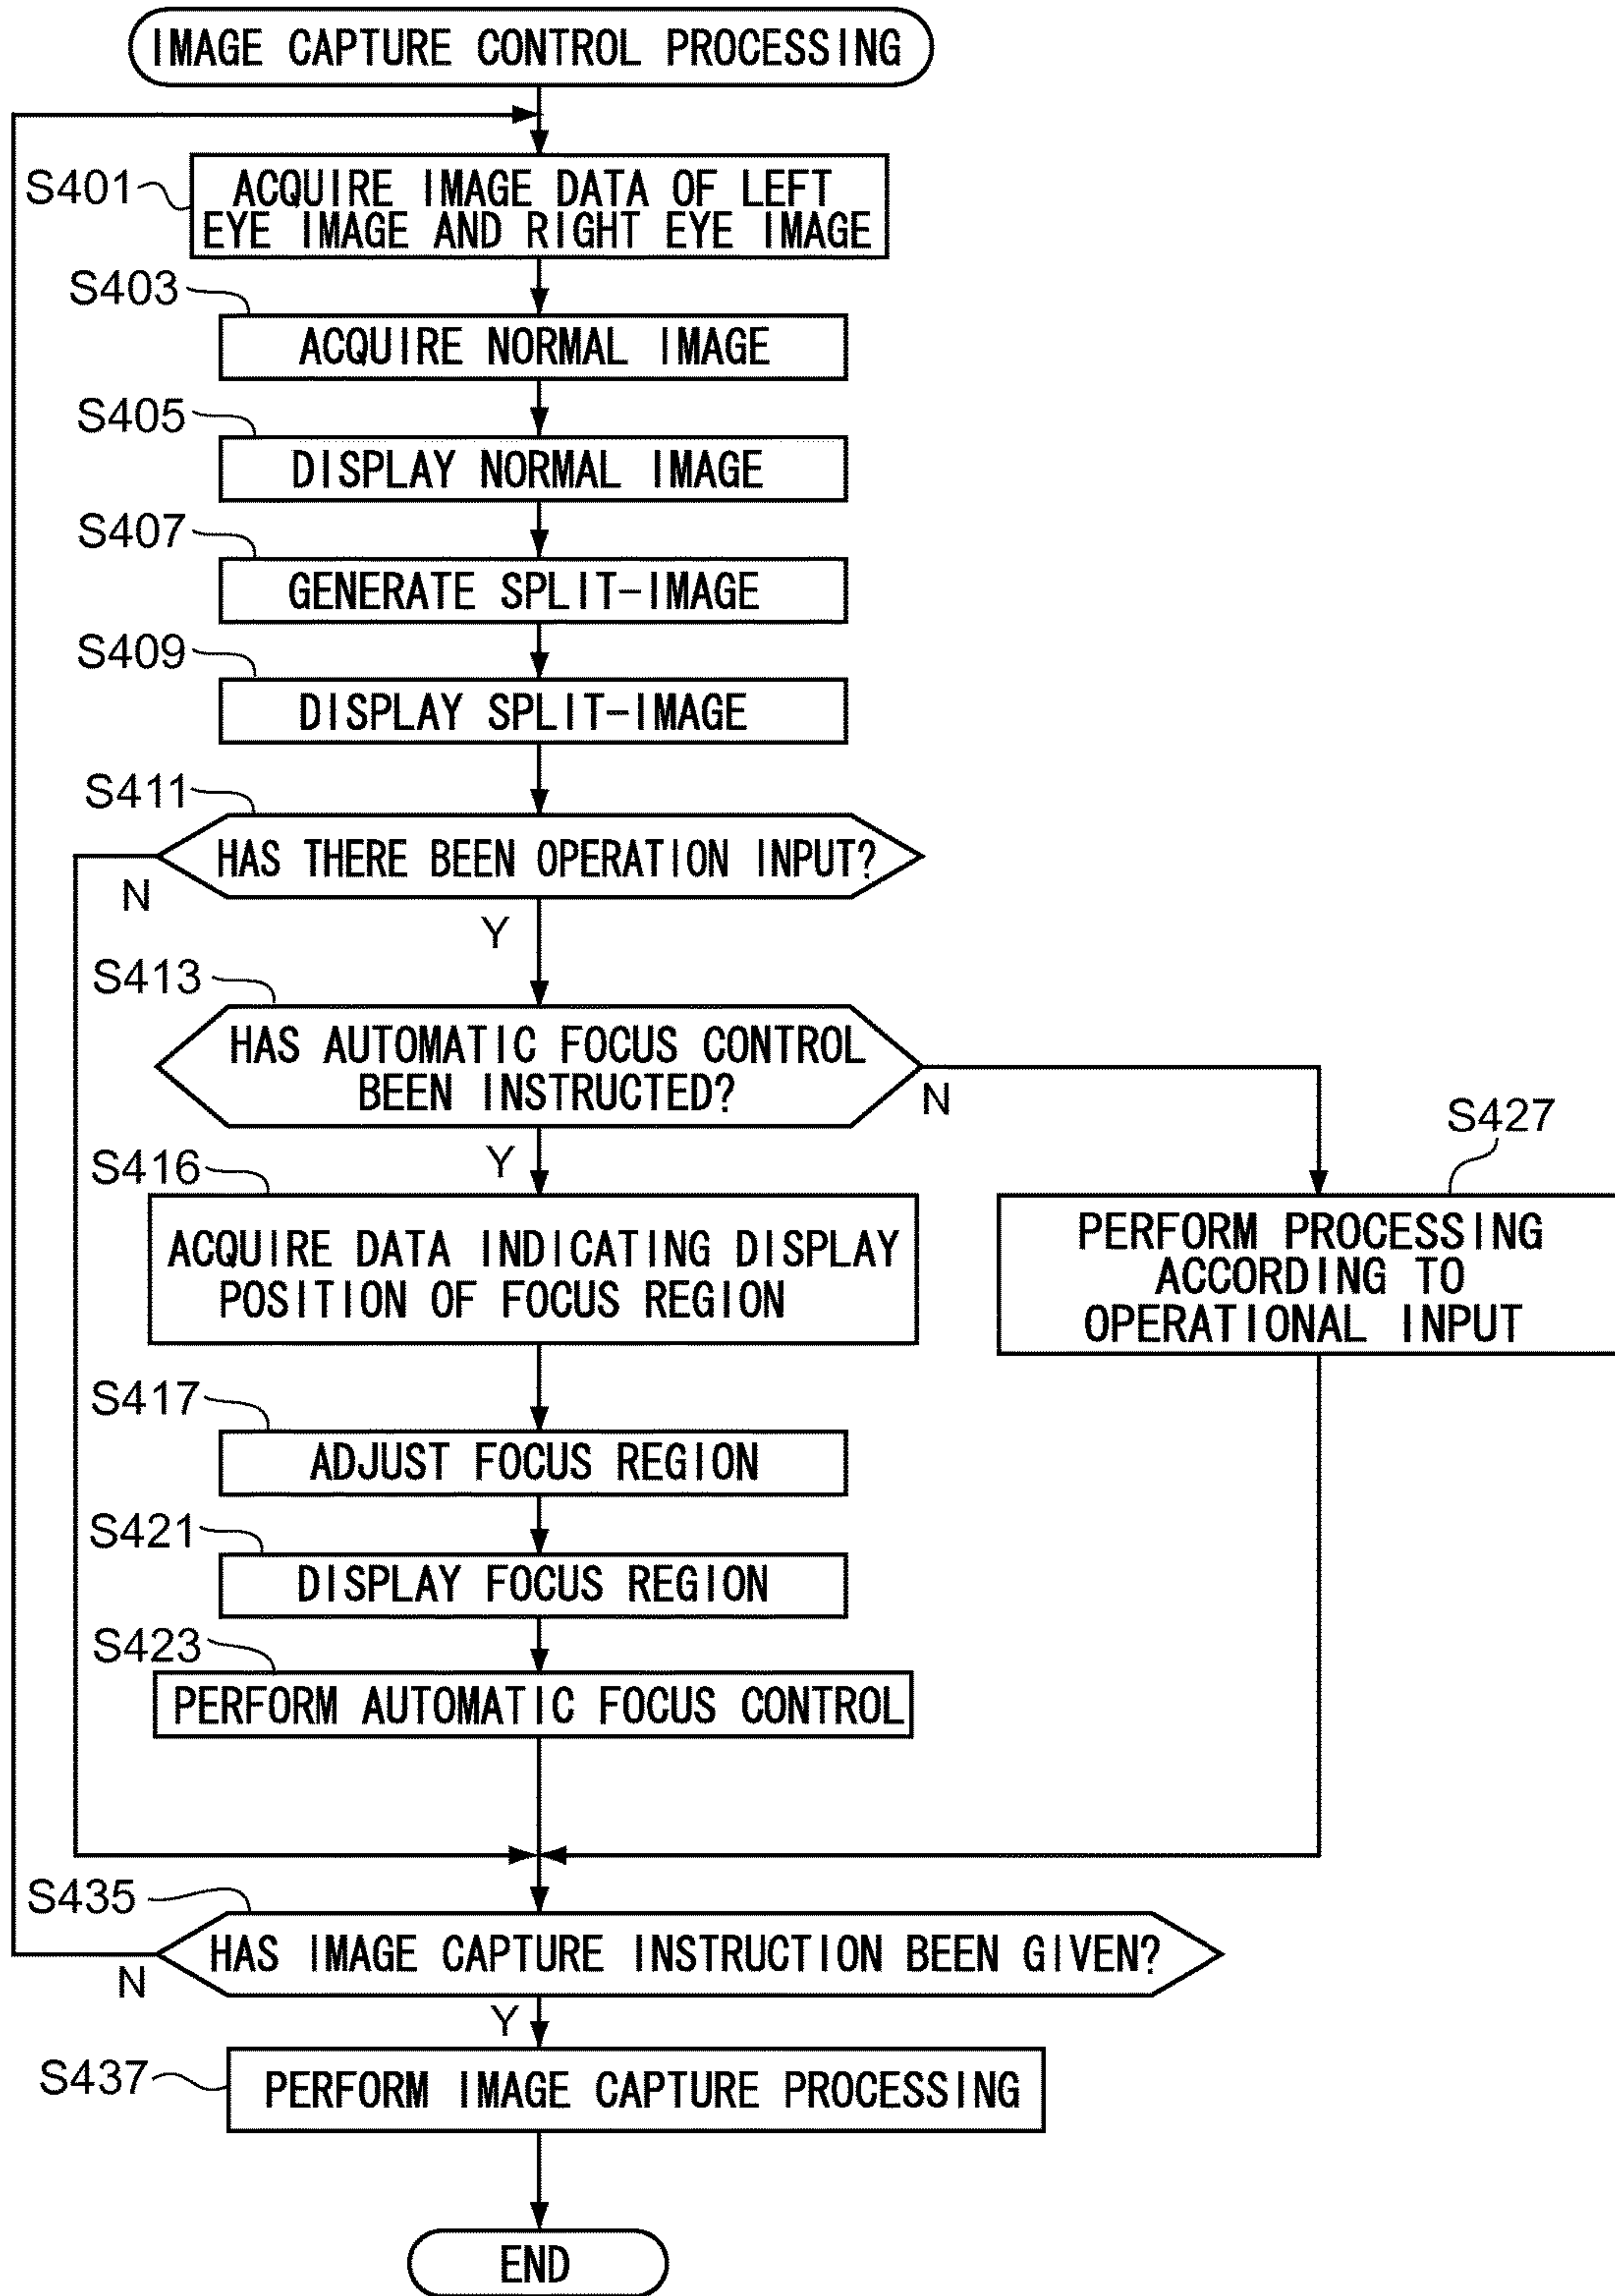 IMAGE CAPTURE CONTROL PROCESSING
S401
ACQUIRE IMAGE DATA OF LEFT
EYE IMAGE AND RIGHT EYE IMAGE
S403
ACQUIRE NORMAL IMAGE
S405
DISPLAY NORMAL IMAGE
S407
GENERATE SPLIT-IMAGE
S409
DISPLAY SPLIT-IMAGE
S411
HAS THERE BEEN OPERATION INPUT?
N
Y
S413
HAS AUTOMATIC FOCUS CONTROL
BEEN INSTRUCTED?
N
Y
S427
PERFORM PROCESSING
ACCORDING TO
OPERATIONAL INPUT
S416
ACQUIRE DATA INDICATING DISPLAY
POSITION OF FOCUS REGION
S417
ADJUST FOCUS REGION
S421
DISPLAY FOCUS REGION
S423
PERFORM AUTOMATIC FOCUS CONTROL
S435
HAS IMAGE CAPTURE INSTRUCTION BEEN GIVEN?
N
Y
S437
PERFORM IMAGE CAPTURE PROCESSING
END